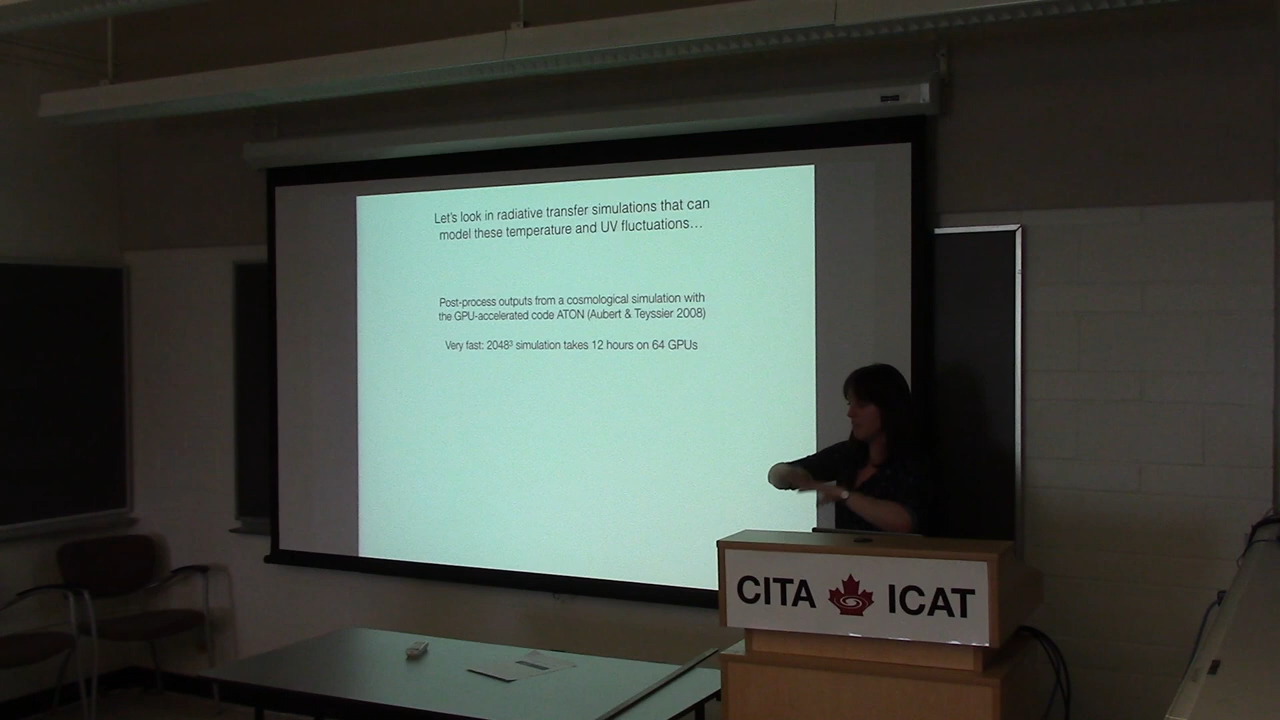 Let's look in radiative transfer simulations that can
model these temperature and UV fluctuations…
Post-process outputs from a cosmological simulation with
the GPU-accelerated code ATON (Aubert & Teyssier 2008)
Very fast: 2048³ simulation takes 12 hours on 64 GPUs
CITA ICAT